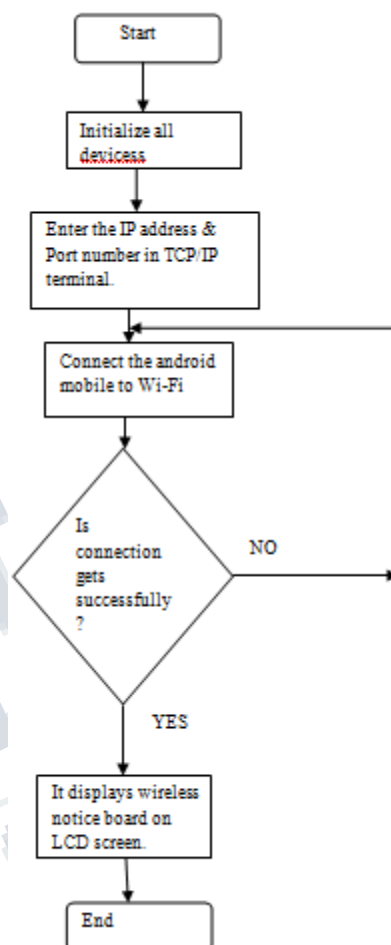 Start
Initialize all
devicess
Enter the IP address &
Port number in TCP/IP
terminal.
Connect the android
mobile to Wi-Fi
Is
connection
gets
successfully
?
NO
YES
It displays wireless
notice board on
LCD screen.
End